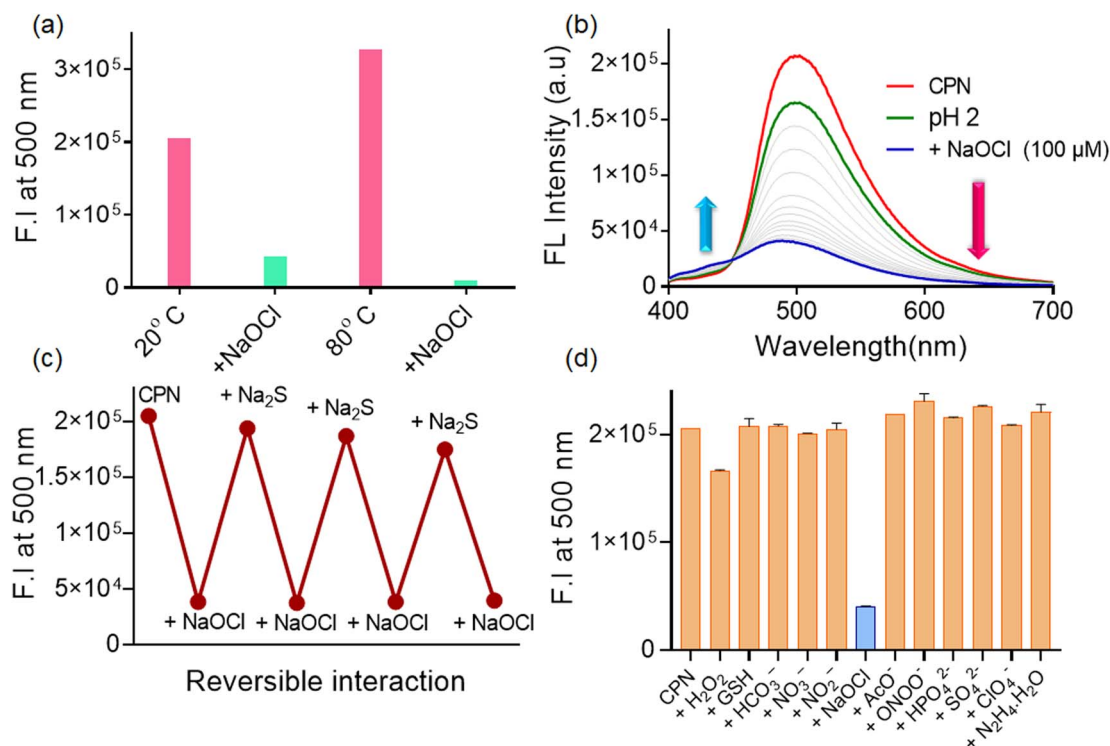 (a)
F.I at 500 nm
3×10⁵
2×10⁵
1×10⁵
0
20° C
+NaOCl
80° C
+NaOCl
(b)
FL Intensity (a.u)
2×10⁵
1.5×10⁵
1×10⁵
5×10⁴
0
CPN
pH 2
+ NaOCl (100 µM)
400
500
600
700
Wavelength(nm)
(c)
F.I at 500 nm
2×10⁵
1.5×10⁵
1×10⁵
5×10⁴
0
CPN
+ Na₂S
+ Na₂S
+ Na₂S
+ NaOCl
+ NaOCl
+ NaOCl
+ NaOCl
Reversible interaction
(d)
F.I at 500 nm
2×10⁵
1×10⁵
0
CPN
+ H₂O₂
+ GSH
+ HCO₃⁻
+ NO₃⁻
+ NO₂⁻
+ NaOCl
+ AcO⁻
+ ONOO⁻
+ HPO₄²⁻
+ SO₄²⁻
+ ClO₄⁻
+ N₂H₄.H₂O